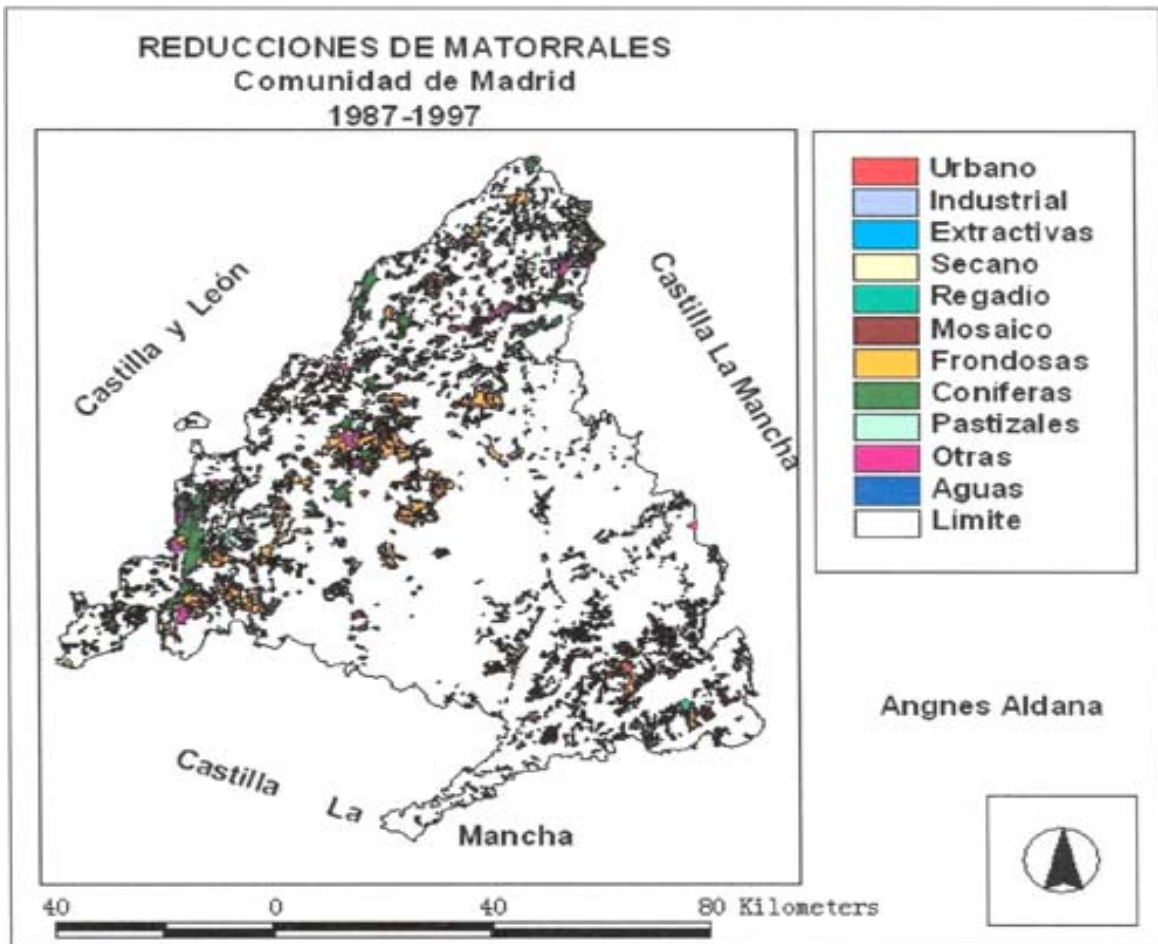 REDUCCIONES DE MATORRALES
Comunidad de Madrid
1987-1997
Castilla y León
Castilla La Mancha
Castilla La Mancha
Urbano
Industrial
Extractivas
Secano
Regadío
Mosaico
Frondosas
Coníferas
Pastizales
Otras
Aguas
Límite
Angnes Aldana
40 0 40 80 Kilometers